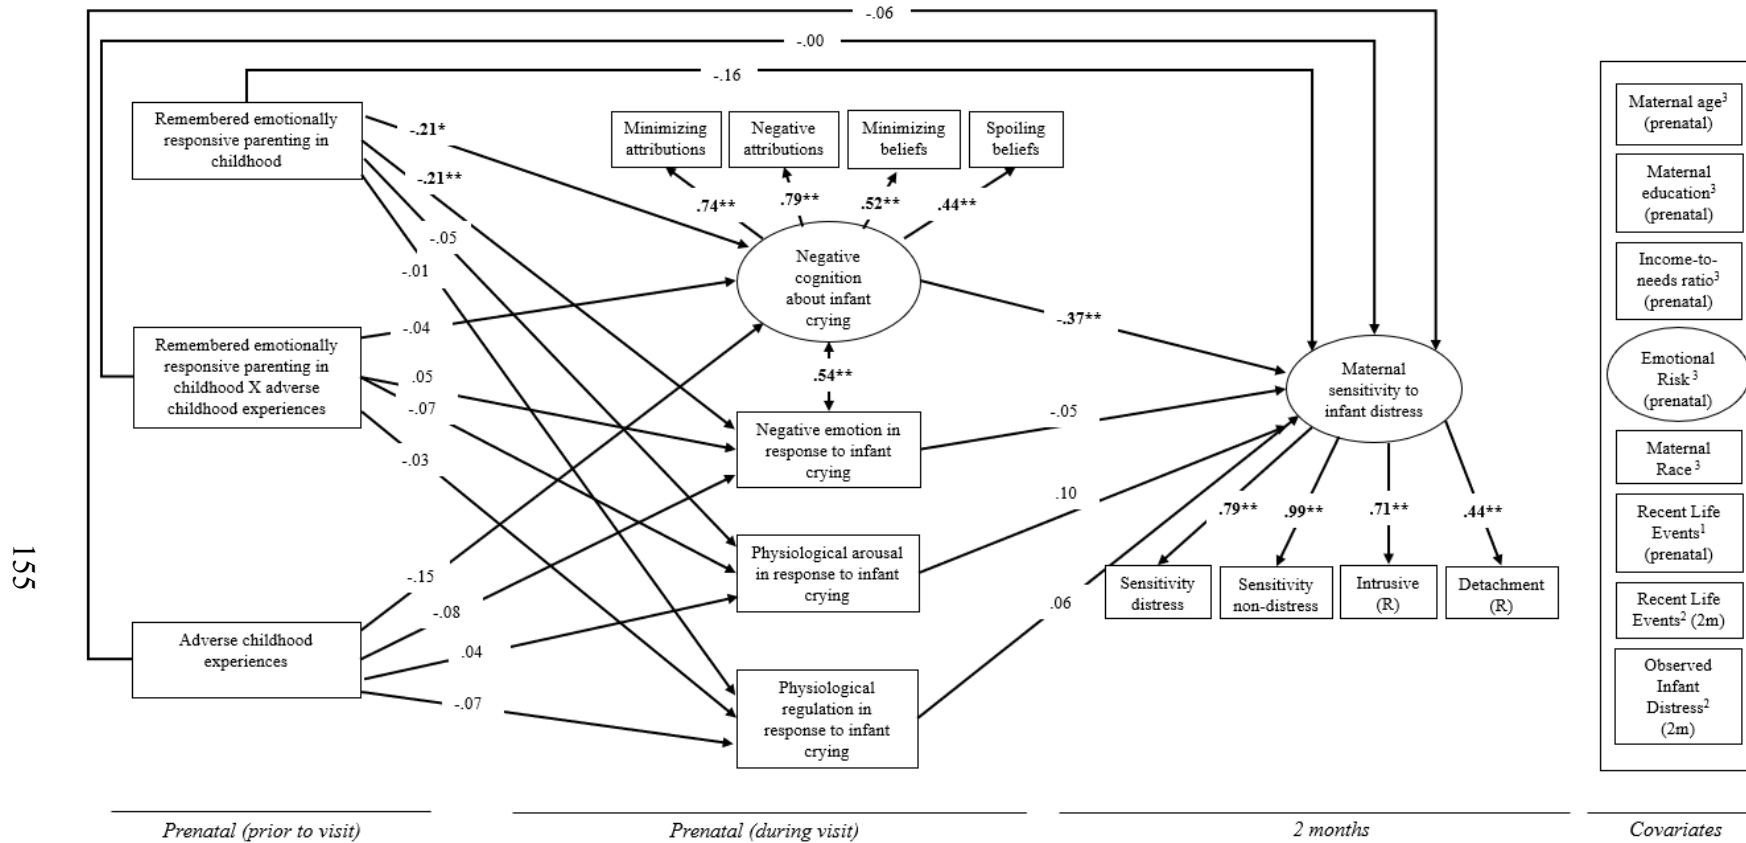 -.06
-.00
-.16
Remembered emotionally
responsive parenting in
childhood
Remembered emotionally
responsive parenting in
childhood X adverse
childhood experiences
Adverse childhood
experiences
-.21*
-.21**
-.05
-.01
-.04
.05
-.07
-.03
-.15
-.08
.04
-.07
Minimizing
attributions
Negative
attributions
Minimizing
beliefs
Spoiling
beliefs
.74**
.79**
.52**
.44**
Negative
cognition
about infant
crying
.54**
Negative emotion in
response to infant
crying
Physiological arousal
in response to infant
crying
Physiological
regulation in
response to infant
crying
-.37**
-.05
.10
.06
Maternal
sensitivity to
infant distress
.79**
.99**
.71**
.44**
Sensitivity
distress
Sensitivity
non-distress
Intrusive
(R)
Detachment
(R)
Maternal age3
(prenatal)
Maternal
education3
(prenatal)
Income-to-
needs ratio3
(prenatal)
Emotional
Risk 3
(prenatal)
Maternal
Race 3
Recent Life
Events1
(prenatal)
Recent Life
Events2 (2m)
Observed
Infant
Distress2
(2m)
Prenatal (prior to visit)
Prenatal (during visit)
2 months
Covariates
155